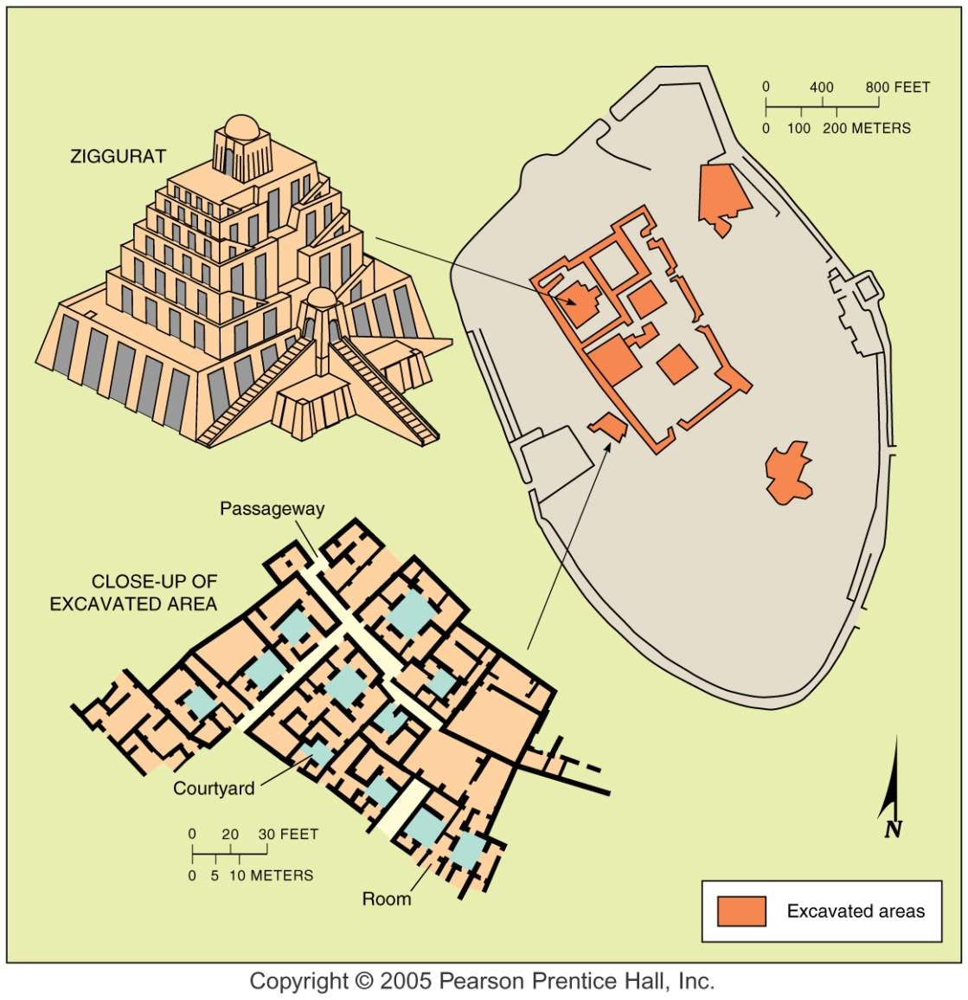 ZIGGURAT
0 400 800 FEET
0 100 200 METERS
Passageway
CLOSE-UP OF
EXCAVATED AREA
Courtyard
0 20 30 FEET
0 5 10 METERS
Room
N
Excavated areas
Copyright © 2005 Pearson Prentice Hall, Inc.